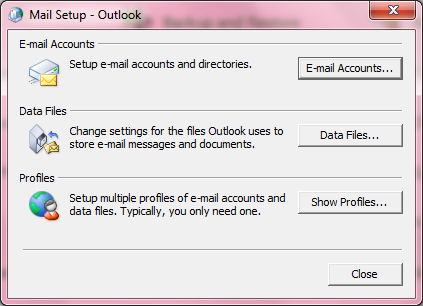 Mail Setup - Outlook
E-mail Accounts
Setup e-mail accounts and directories.
E-mail Accounts...
Data Files
Change settings for the files Outlook uses to
store e-mail messages and documents.
Data Files...
Profiles
Setup multiple profiles of e-mail accounts and
data files. Typically, you only need one.
Show Profiles...
Close